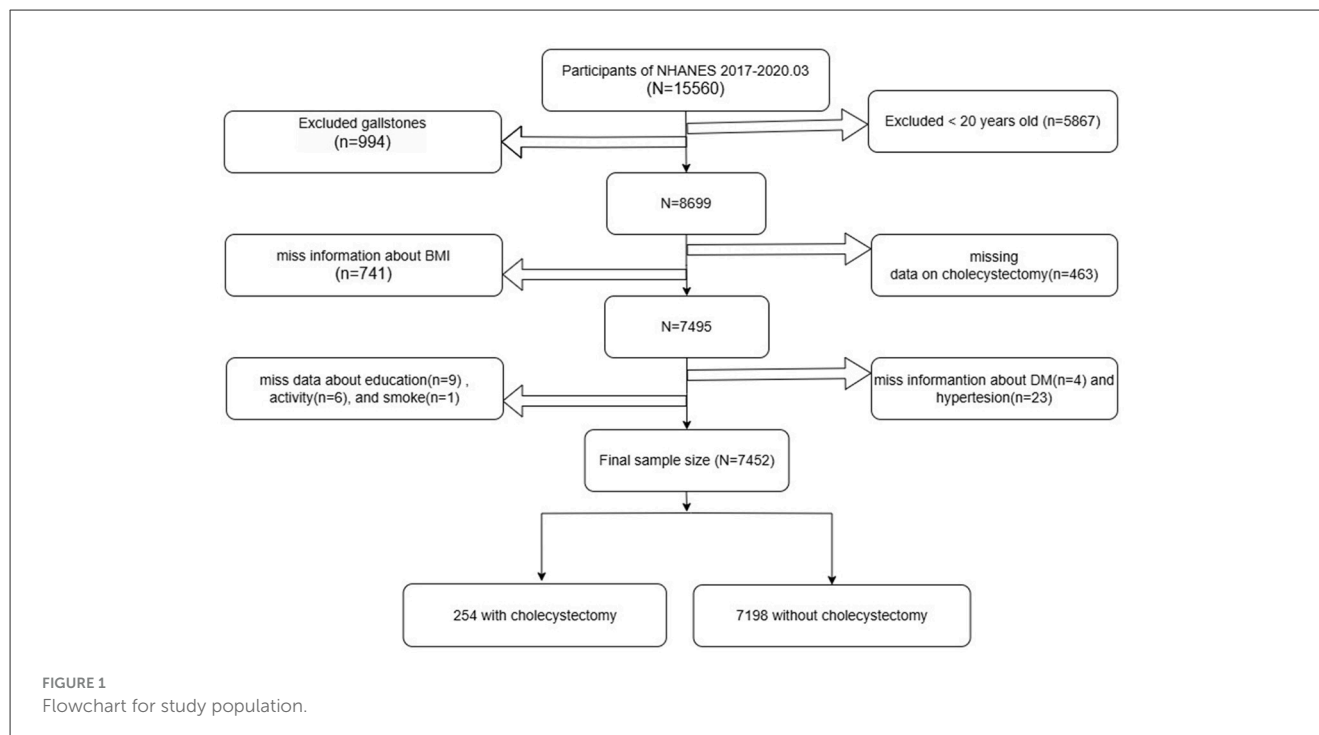 Participants of NHANES 2017-2020.03
(N=15560)
Excluded gallstones
(n=994)
Excluded < 20 years old (n=5867)
N=8699
miss information about BMI
(n=741)
missing
data on cholecystectomy(n=463)
N=7495
miss data about education(n=9) ,
activity(n=6), and smoke(n=1)
miss informantion about DM(n=4) and
hypertesion(n=23)
Final sample size (N=7452)
254 with cholecystectomy
7198 without cholecystectomy
FIGURE 1
Flowchart for study population.